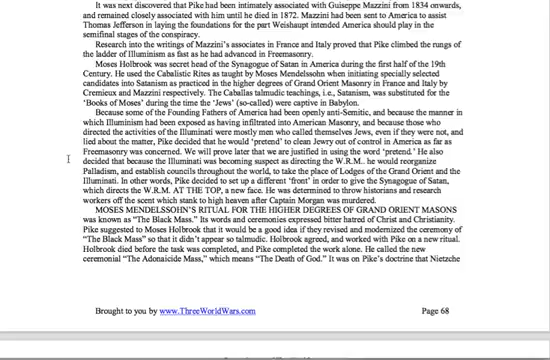 It was next discovered that Pike had been intimately associated with Guiseppe Mazzini from 1834 onwards,
and remained closely associated with him until he died in 1872. Mazzini had been sent to America to assist
Thomas Jefferson in laying the foundations for the part Weishaupt intended America should play in the
semifinal stages of the conspiracy.
Research into the writings of Mazzini's associates in France and Italy proved that Pike climbed the rungs of
the ladder of Illuminism as fast as he had advanced in Freemasonry.
Moses Holbrook was secret head of the Synagogue of Satan in America during the first half of the 19th
Century. He used the Cabalistic Rites as taught by Moses Mendelssohn when initiating specially selected
candidates into Satanism as practiced in the higher degrees of Grand Orient Masonry in France and Italy by
Cremieux and Mazzini respectively. The Caballas talmudic teachings, i.e., Satanism, was substituted for the
'Books of Moses' during the time the 'Jews' (so-called) were captive in Babylon.
Because some of the Founding Fathers of America had been openly anti-Semitic, and because the manner in
which Illuminism had been exposed as having infiltrated into American Masonry, and because those who
directed the activities of the Illuminati were mostly men who called themselves Jews, even if they were not, and
lied about the matter, Pike decided that he would 'pretend' to clean Jewry out of control in America as far as
Freemasonry was concerned. We will prove later that we are justified in using the word 'pretend.' He also
decided that because the Illuminati was becoming suspect as directing the W.R.M.. he would reorganize
Palladism, and establish councils throughout the world, to take the place of Lodges of the Grand Orient and the
Illuminati. In other words, Pike decided to set up a different 'front' in order to give the Synagogue of Satan,
which directs the W.R.M. AT THE TOP, a new face. He was determined to throw historians and research
workers off the scent which stank to high heaven after Captain Morgan was murdered.
MOSES MENDELSSOHN'S RITUAL FOR THE HIGHER DEGREES OF GRAND ORIENT MASONS
was known as "The Black Mass." Its words and ceremonies expressed bitter hatred of Christ and Christianity.
Pike suggested to Moses Holbrook that it would be a good idea if they revised and modernized the ceremony of
"The Black Mass" so that it didn't appear so talmudic. Holbrook agreed, and worked with Pike on a new ritual.
Holbrook died before the task was completed, and Pike completed the work alone. He called the new
ceremonial "The Adonaicide Mass," which means "The Death of God." It was on Pike's doctrine that Nietzche
Brought to you by www.ThreeWorldWars.com
Page 68